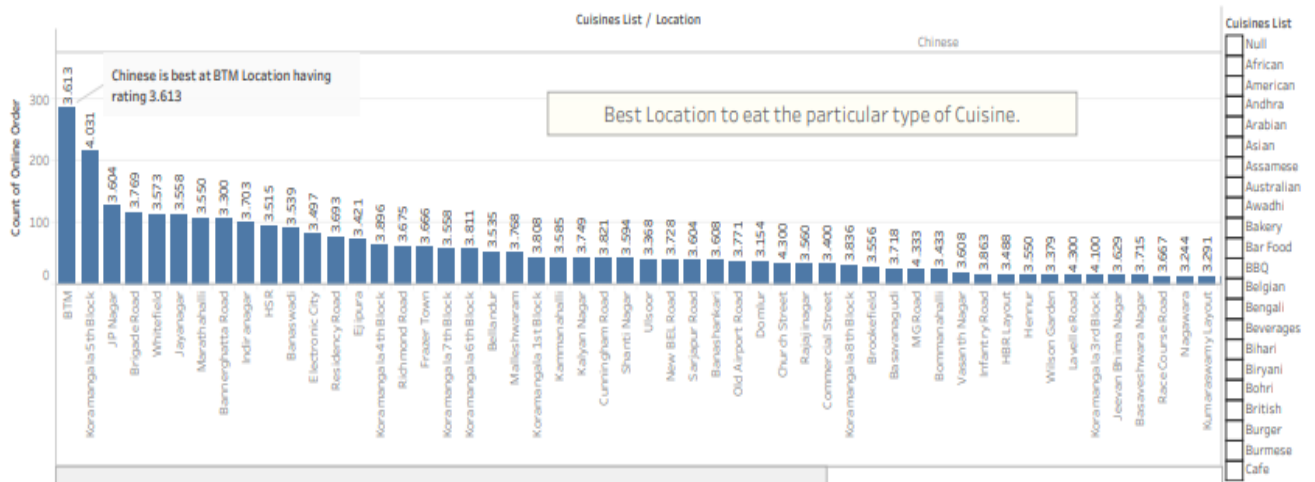 Cuisines List / Location
Chinese
Chinese is best at BTM Location having
rating 3.613
Best Location to eat the particular type of Cuisine.
Count of Online Order
300
200
100
0
3.613
4.031
3.604
3.769
3.573
3.558
3.550
3.300
3.703
3.515
3.539
3.497
3.693
3.421
3.896
3.675
3.666
3.558
3.811
3.535
3.768
3.808
3.585
3.749
3.821
3.594
3.368
3.728
3.604
3.608
3.771
3.154
4.300
3.560
3.400
3.836
3.556
3.718
4.333
3.433
3.608
3.863
3.488
3.550
3.379
4.300
4.100
3.629
3.715
3.667
3.244
3.291
BTM
Koramangala 5th Block
JP Nagar
Brigade Road
Whitefield
Jayanagar
Marathahalli
Bannerghatta Road
Indiranagar
HSR
Banaswadi
Electronic City
Residency Road
Ejipura
Koramangala 4th Block
Richmond Road
Frazer Town
Koramangala 7th Block
Koramangala 6th Block
Bellandur
Malleshwaram
Koramangala 1st Block
Kammanahalli
Kalyan Nagar
Cunningham Road
Shanti Nagar
Ulsoor
New BEL Road
Sarjapur Road
Banashankari
Old Airport Road
Domlur
Church Street
Rajajinagar
Commercial Street
Koramangala 8th Block
Brookefield
Basavanagudi
MG Road
Bommanahalli
Vasanth Nagar
Infantry Road
HBR Layout
Hennur
Wilson Garden
Lavelle Road
Koramangala 3rd Block
Jeevan Bhima Nagar
Basaveshwara Nagar
Race Course Road
Nagawara
Kumaraswamy Layout
Cuisines List
Null
African
American
Andhra
Arabian
Asian
Assamese
Australian
Awadhi
Bakery
Bar Food
BBQ
Belgian
Bengali
Beverages
Bihari
Biryani
Bohri
British
Burger
Burmese
Cafe